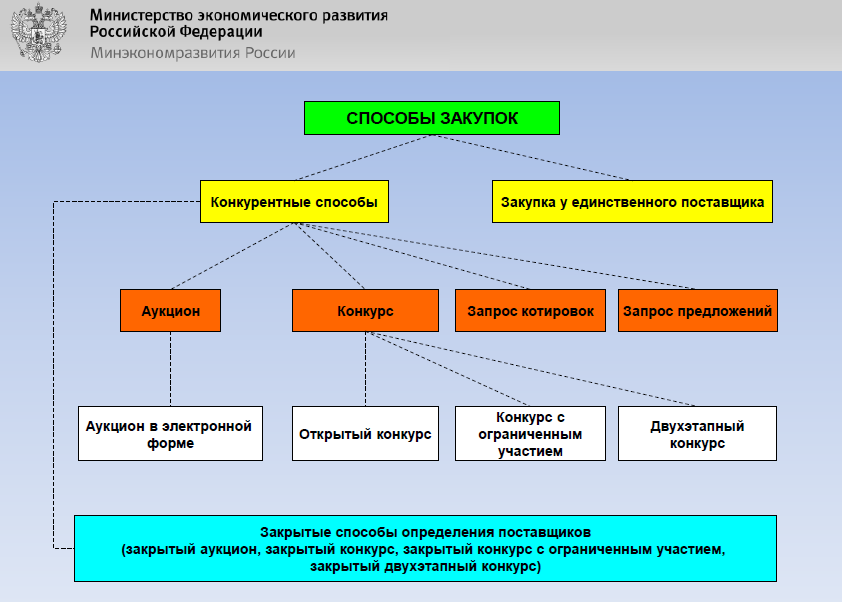 Министерство экономического развития
Российской Федерации
Минэкономразвития России
СПОСОБЫ ЗАКУПОК
Конкурентные способы
Закупка у единственного поставщика
Аукцион
Конкурс
Запрос котировок
Запрос предложений
Аукцион в электронной
форме
Открытый конкурс
Конкурс с
ограниченным
участием
Двухэтапный
конкурс
Закрытые способы определения поставщиков
(закрытый аукцион, закрытый конкурс, закрытый конкурс с ограниченным участием,
закрытый двухэтапный конкурс)